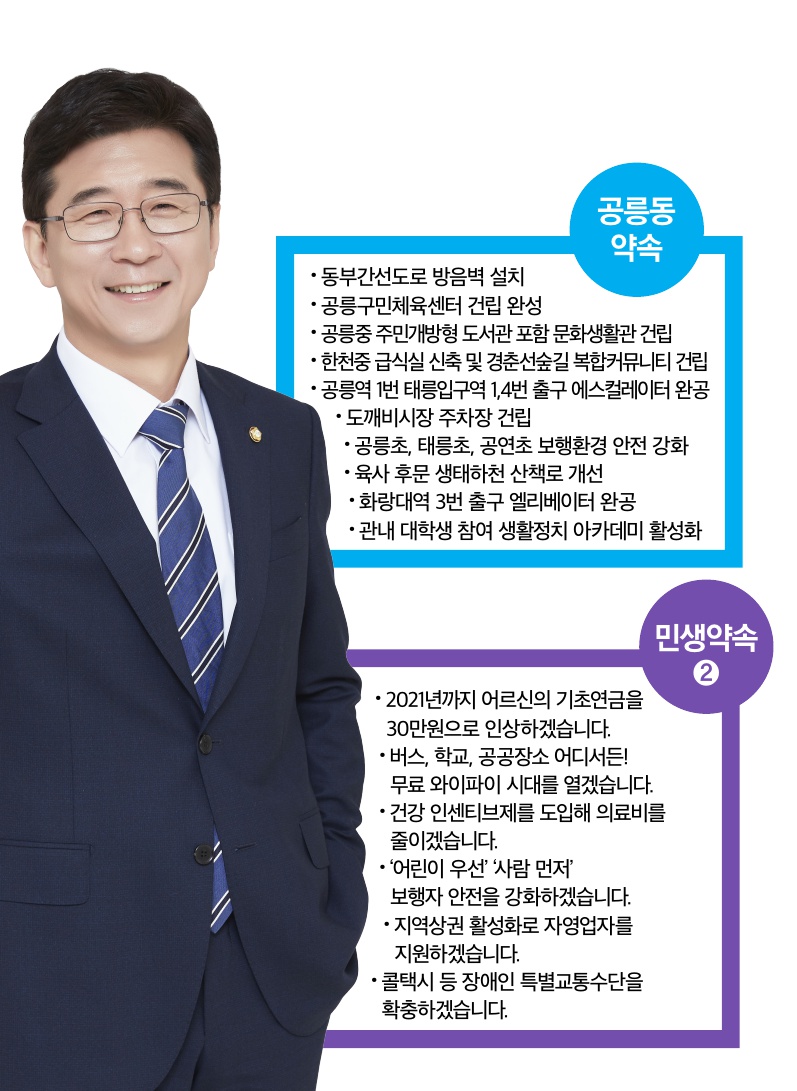 공릉동
약속
• 동부간선도로 방음벽 설치
• 공릉구민체육센터 건립 완성
• 공릉중 주민개방형 도서관 포함 문화생활관 건립
• 한천중 급식실 신축 및 경춘선숲길 복합커뮤니티 건립
• 공릉역 1번 태릉입구역 1,4번 출구 에스컬레이터 완공
• 도깨비시장 주차장 건립
• 공릉초, 태릉초, 공연초 보행환경 안전 강화
• 육사 후문 생태하천 산책로 개선
• 화랑대역 3번 출구 엘리베이터 완공
• 관내 대학생 참여 생활정치 아카데미 활성화
민생약속
2
• 2021년까지 어르신의 기초연금을
30만원으로 인상하겠습니다.
• 버스, 학교, 공공장소 어디서든!
무료 와이파이 시대를 열겠습니다.
• 건강 인센티브제를 도입해 의료비를
줄이겠습니다.
• ‘어린이 우선’ ‘사람 먼저’
보행자 안전을 강화하겠습니다.
• 지역상권 활성화로 자영업자를
지원하겠습니다.
• 콜택시 등 장애인 특별교통수단을
확충하겠습니다.